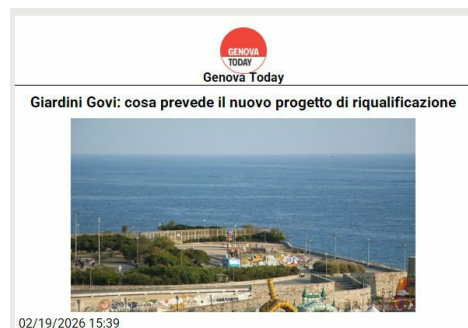 GENOVA
TODAY
Genova Today
Giardini Govi: cosa prevede il nuovo progetto di riqualificazione
02/19/2026 15:39